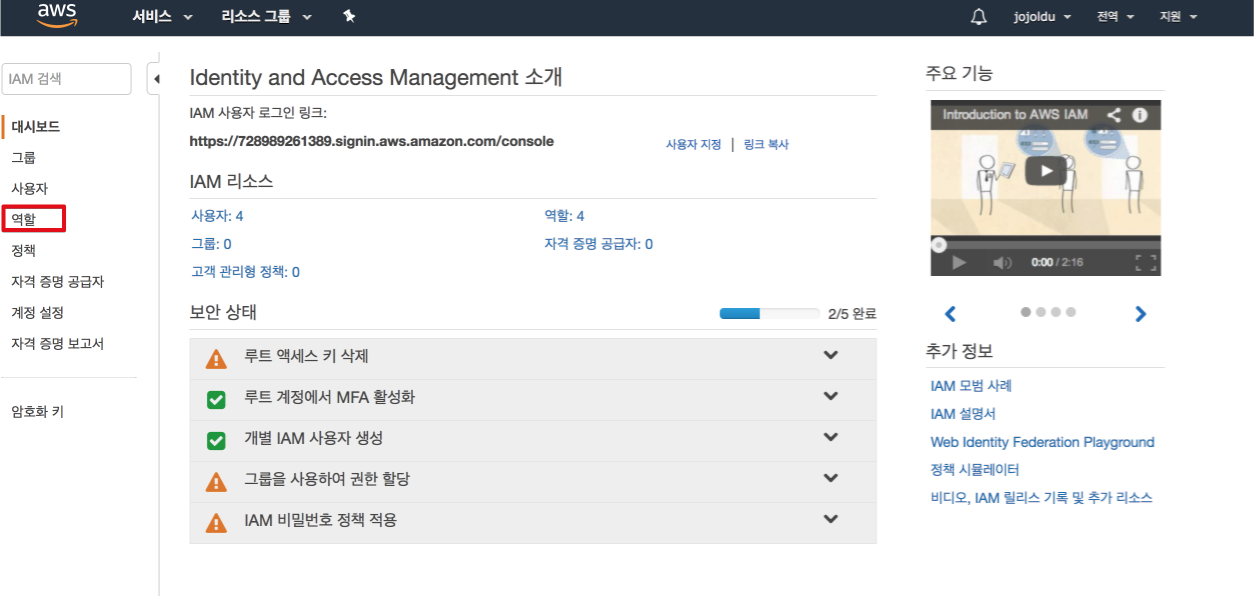 aws 서비스 리소스 그룹 jojoldu 전역 지원
IAM 검색
대시보드
그룹
사용자
역할
정책
자격 증명 공급자
계정 설정
자격 증명 보고서
암호화 키
Identity and Access Management 소개
IAM 사용자 로그인 링크:
https://728989261389.signin.aws.amazon.com/console 사용자 지정 | 링크 복사
IAM 리소스
사용자: 4 역할: 4
그룹: 0 자격 증명 공급자: 0
고객 관리형 정책: 0
보안 상태 2/5 완료
루트 액세스 키 삭제
루트 계정에서 MFA 활성화
개별 IAM 사용자 생성
그룹을 사용하여 권한 할당
IAM 비밀번호 정책 적용
주요 기능
Introduction to AWS IAM
0:00 / 2:16
추가 정보
IAM 모범 사례
IAM 설명서
Web Identity Federation Playground
정책 시뮬레이터
비디오, IAM 릴리스 기록 및 추가 리소스